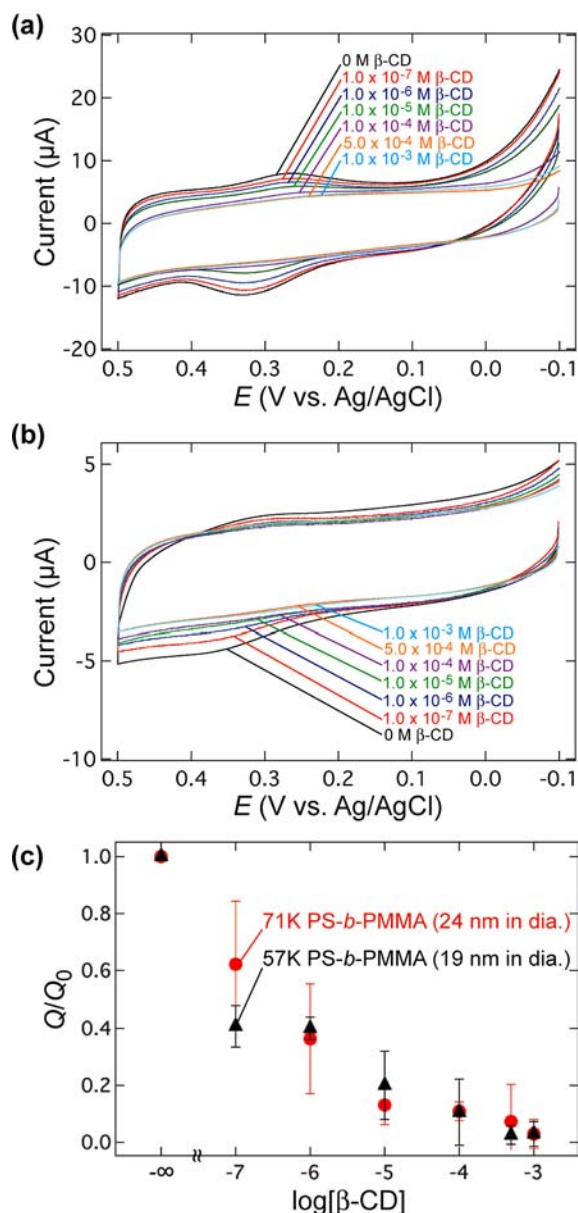 (a)
30
20
10
0
-10
-20
Current (µA)
0 M β-CD
1.0 x 10⁻⁷ M β-CD
1.0 x 10⁻⁶ M β-CD
1.0 x 10⁻⁵ M β-CD
1.0 x 10⁻⁴ M β-CD
5.0 x 10⁻⁴ M β-CD
1.0 x 10⁻³ M β-CD
0.5 0.4 0.3 0.2 0.1 0.0 -0.1
E (V vs. Ag/AgCl)
(b)
5
0
-5
-10
Current (µA)
1.0 x 10⁻³ M β-CD
5.0 x 10⁻⁴ M β-CD
1.0 x 10⁻⁴ M β-CD
1.0 x 10⁻⁵ M β-CD
1.0 x 10⁻⁶ M β-CD
1.0 x 10⁻⁷ M β-CD
0 M β-CD
0.5 0.4 0.3 0.2 0.1 0.0 -0.1
E (V vs. Ag/AgCl)
(c)
1.0
0.8
0.6
0.4
0.2
0.0
Q/Q₀
71K PS-b-PMMA (24 nm in dia.)
57K PS-b-PMMA (19 nm in dia.)
-∞ -7 -6 -5 -4 -3
log[β-CD]